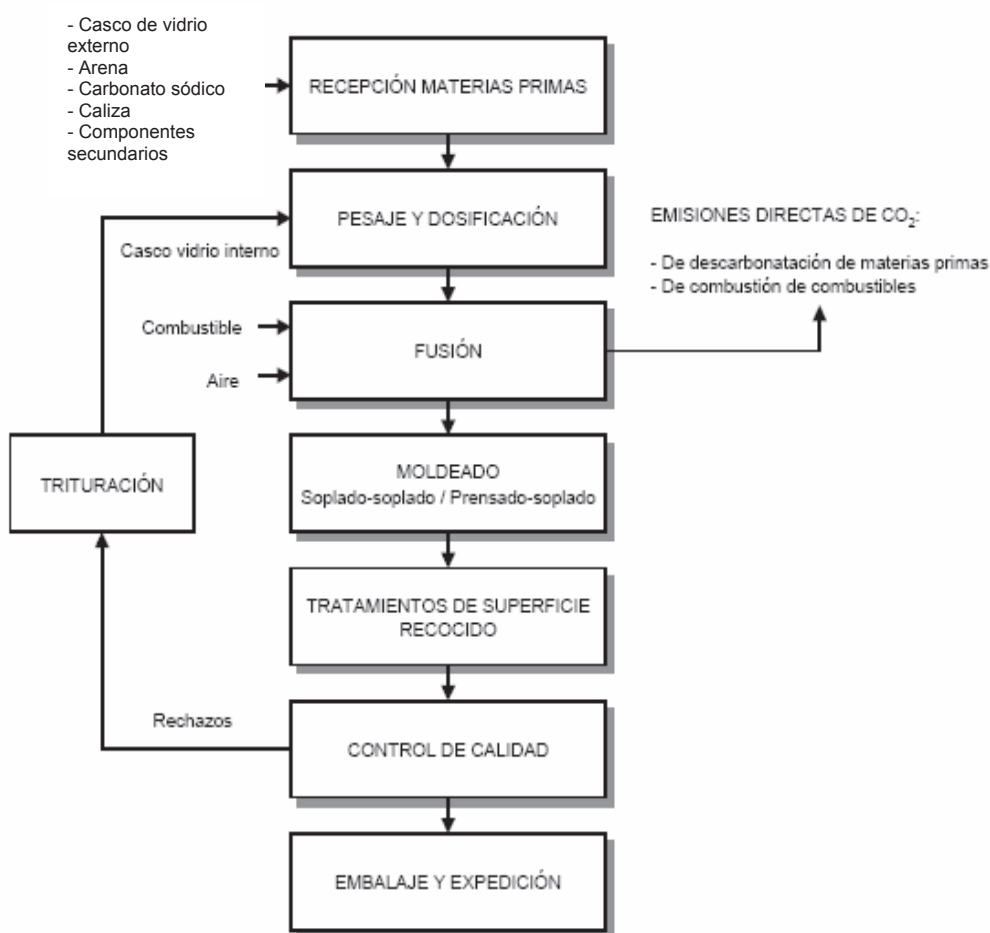 - Casco de vidrio
externo
- Arena
- Carbonato sódico
- Caliza
- Componentes
secundarios
RECEPCIÓN MATERIAS PRIMAS
PESAJE Y DOSIFICACIÓN
EMISIONES DIRECTAS DE CO₂:
Casco vidrio interno
- De descarbonatación de materias primas
- De combustión de combustibles
Combustible
FUSIÓN
Aire
MOLDEADO
Soplado-soplado / Prensado-soplado
TRITURACIÓN
TRATAMIENTOS DE SUPERFICIE
RECOCIDO
Rechazos
CONTROL DE CALIDAD
EMBALAJE Y EXPEDICIÓN